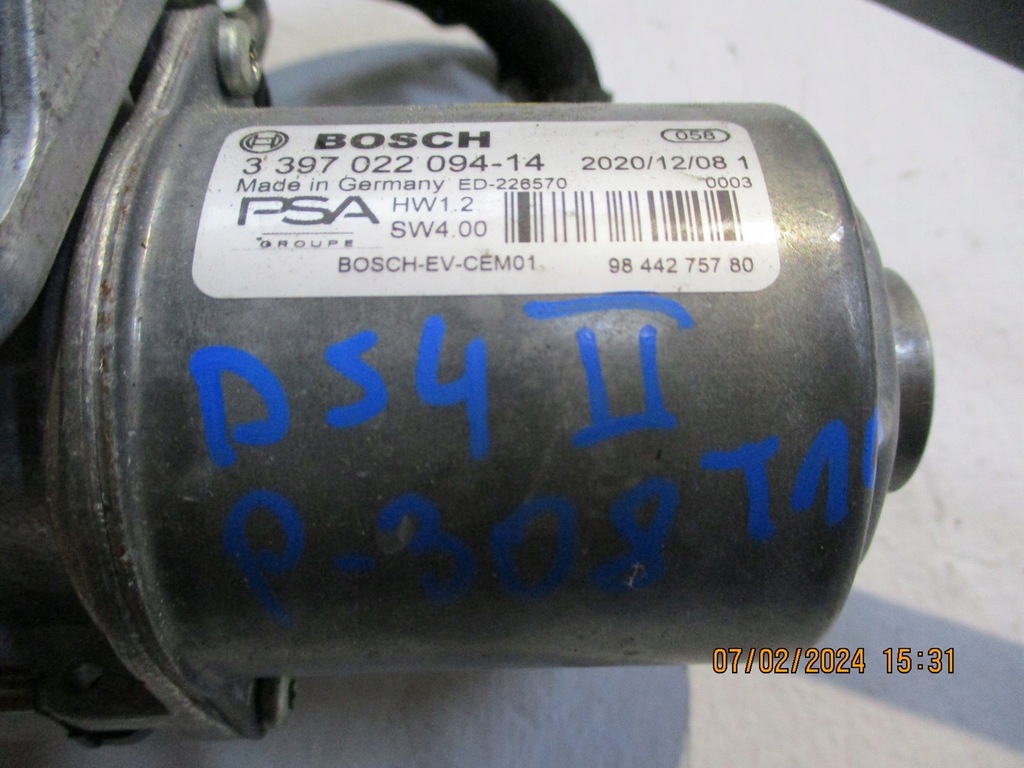 BOSCH 058
3 397 022 094-14 2020/12/08 1
Made in Germany ED-226570 0003
PSA HW1.2
GROUPE SW4.00
BOSCH-EV-CEM01 98 442 757 80
DS4 II
P-308
07/02/2024 15:31